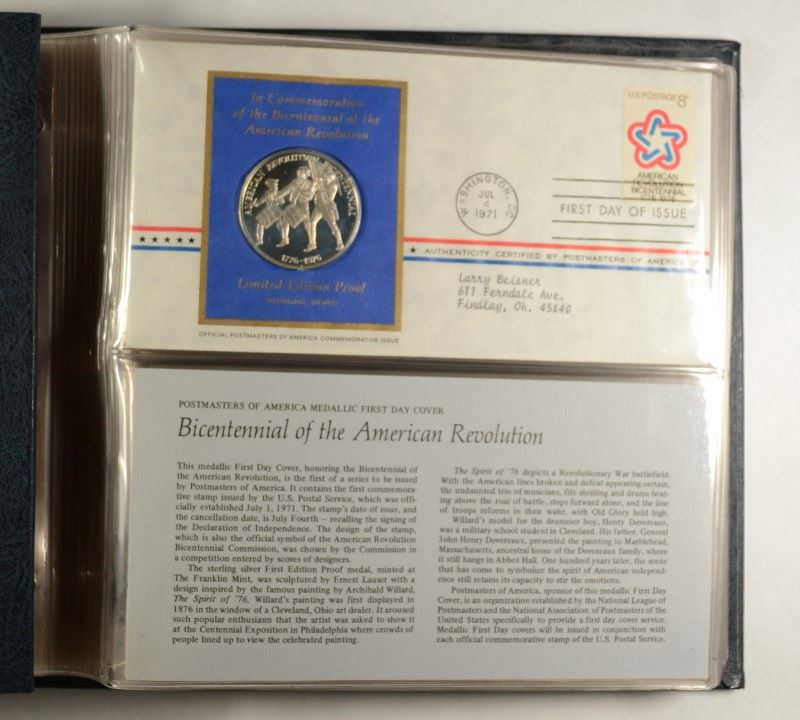 In Commemoration
of the Bicentennial of the
American Revolution
AMERICAN REVOLUTION BICENTENNIAL
1776-1976
Limited Edition Proof
STERLING SILVER
OFFICIAL POSTMASTERS OF AMERICA COMMEMORATIVE ISSUE
U.S. POSTAGE 8¢
AMERICAN
REVOLUTION
BICENTENNIAL
1776-1976
WASHINGTON, DC
JUL
4
1971
FIRST DAY OF ISSUE
★ AUTHENTICITY CERTIFIED BY POSTMASTERS OF AMERICA
Larry Beisner
611 Ferndale Ave.
Findlay, Oh. 45840
POSTMASTERS OF AMERICA MEDALLIC FIRST DAY COVER
Bicentennial of the American Revolution
This medallic First Day Cover, honoring the Bicentennial of
the American Revolution, is the first of a series to be issued
by Postmasters of America. It contains the first commemora-
tive stamp issued by the U.S. Postal Service, which was offi-
cially established July 1, 1971. The stamp's date of issue, and
the cancellation date, is July Fourth – recalling the signing of
the Declaration of Independence. The design of the stamp,
which is also the official symbol of the American Revolution
Bicentennial Commission, was chosen by the Commission in
a competition entered by scores of designers.
The sterling silver First Edition Proof medal, minted at
The Franklin Mint, was sculptured by Ernest Lauser with a
design inspired by the famous painting by Archibald Willard,
The Spirit of '76. Willard's painting was first displayed in
1876 in the window of a Cleveland, Ohio art dealer. It aroused
such popular enthusiasm that the artist was asked to show it
at the Centennial Exposition in Philadelphia where crowds of
people lined up to view the celebrated painting.
The Spirit of '76 depicts a Revolutionary War battlefield.
With the American lines broken and defeat appearing certain,
the undaunted trio of musicians, fife shrilling and drums beat-
ing above the roar of battle, steps forward alone, and the line
of troops reforms in their wake, with Old Glory held high.
Willard's model for the drummer boy, Henry Devereaux,
was a military school student in Cleveland. His father, General
John Henry Devereaux, presented the painting to Marblehead,
Massachusetts, ancestral home of the Devereaux family, where
it still hangs in Abbot Hall. One hundred years later, the scene
that has come to symbolize the spirit of American independ-
ence still retains its capacity to stir the emotions.
Postmasters of America, sponsor of this medallic First Day
Cover, is an organization established by the National League of
Postmasters and the National Association of Postmasters of the
United States specifically to provide a first day cover service.
Medallic First Day covers will be issued in conjunction with
each official commemorative stamp of the U.S. Postal Service.